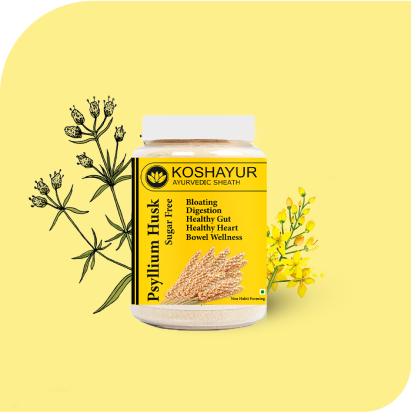 KOSHAYUR
AYURVEDIC SHEATH
Psyllium Husk
Sugar Free
Bloating
Digestion
Healthy Gut
Healthy Heart
Bowel Wellness
Non Habit Forming